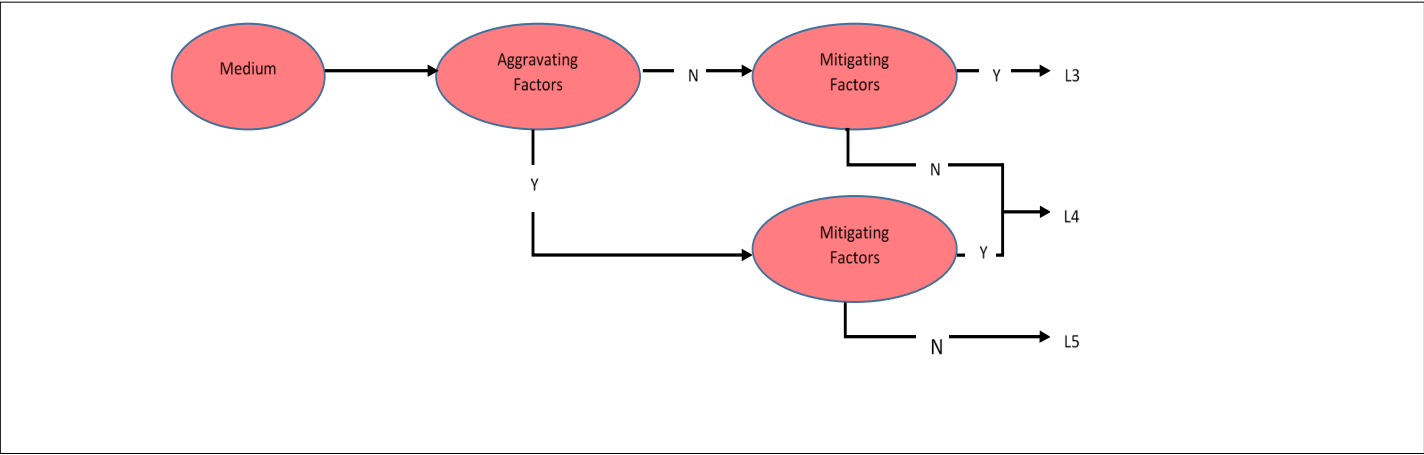 Medium
Aggravating
Factors
N
Mitigating
Factors
Y
L3
Y
N
L4
Mitigating
Factors
Y
N
L5